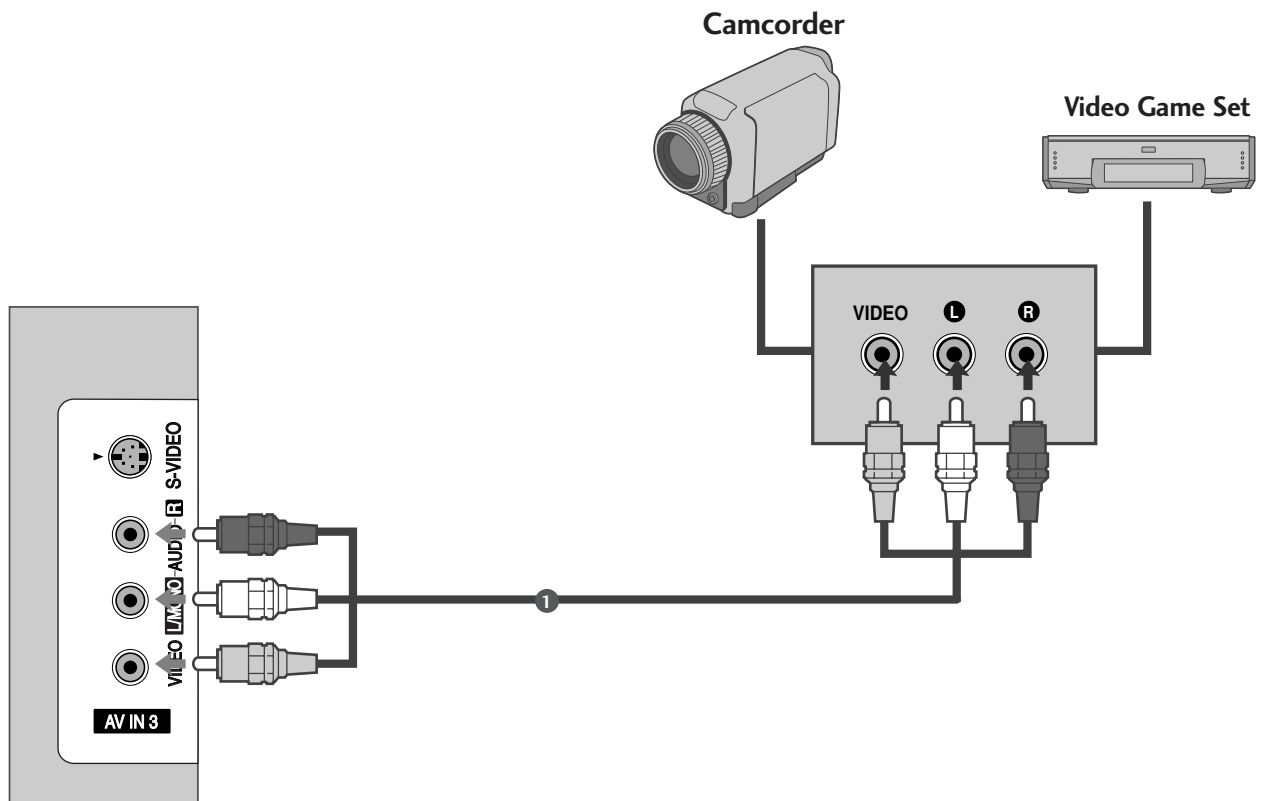 Camcorder
Video Game Set
VIDEO L R
S-VIDEO
VIDEO L/MONO AUDIO R
1
AV IN 3